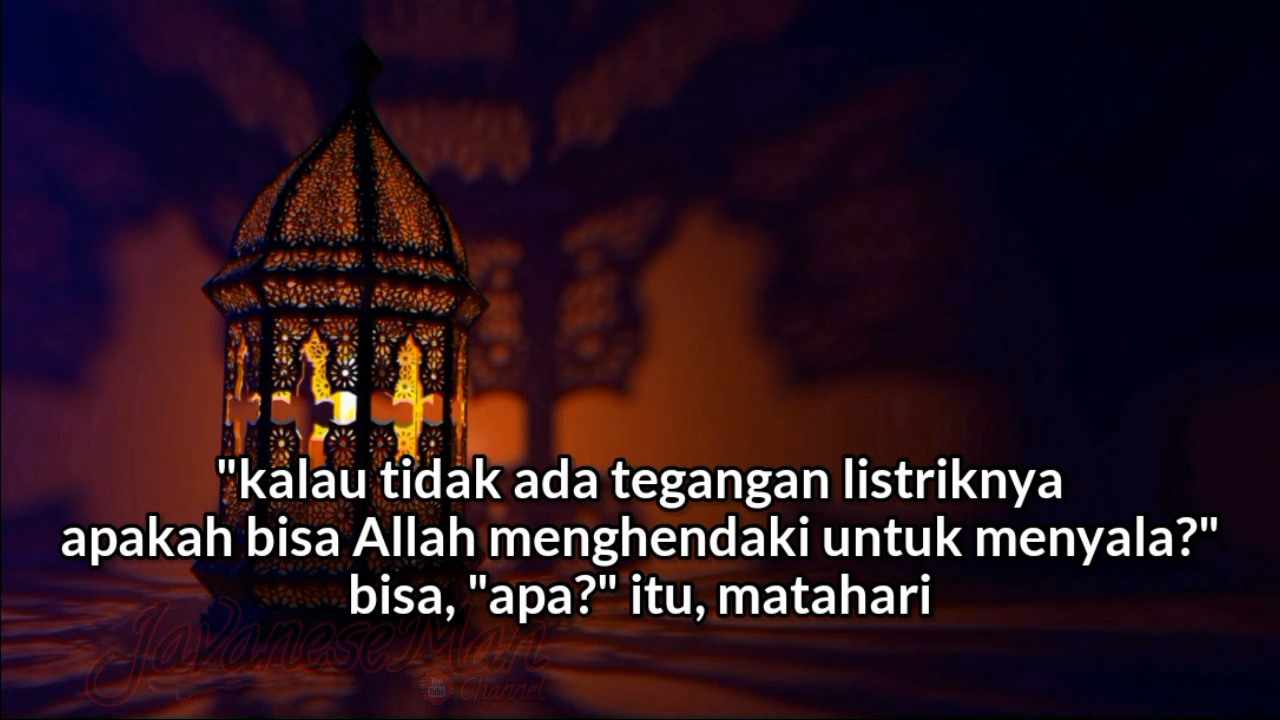 "kalau tidak ada tegangan listriknya
apakah bisa Allah menghendaki untuk menyala?"
bisa, "apa?" itu, matahari
JavaneseMan
Channel